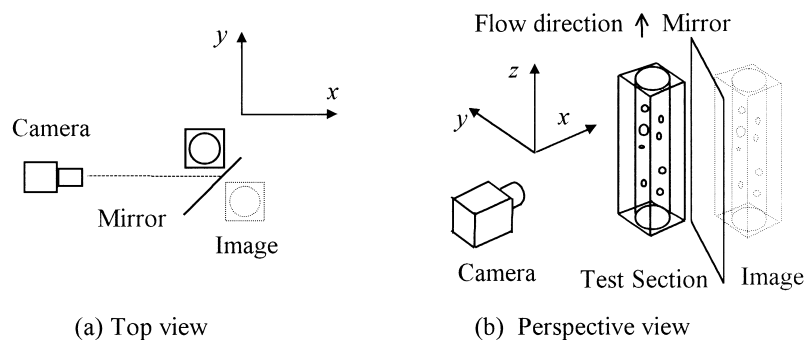 y
x
Camera
Mirror
Image
(a) Top view
Flow direction
Mirror
z
y
x
Camera
Test Section
Image
(b) Perspective view